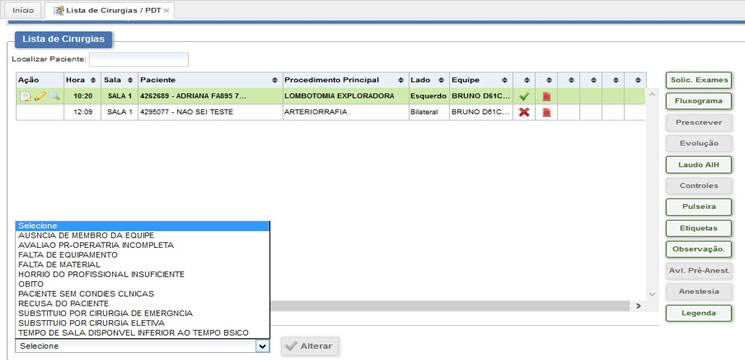 Início
Lista de Cirurgias / PDT
Lista de Cirurgias
Localizar Paciente:
Ação Hora Sala Paciente Procedimento Principal Lado Equipe
10:20 SALA 1 4262689 - ADRIANA FA895 7... LOMBOTOMIA EXPLORADORA Esquerdo BRUNO D61C...
12:09 SALA 1 4295077 - NAO SEI TESTE ARTERIORRAFIA Bilateral BRUNO D61C...
Solic. Exames
Fluxograma
Prescrever
Evolução
Laudo AIH
Controles
Pulseira
Etiquetas
Observação.
Avl. Pré-Anest.
Anestesia
Legenda
Selecione
AUSNCIA DE MEMBRO DA EQUIPE
AVALIAO PR-OPERATRIA INCOMPLETA
FALTA DE EQUIPAMENTO
FALTA DE MATERIAL
HORRIO DO PROFISSIONAL INSUFICIENTE
OBITO
PACIENTE SEM CONDIES CLNICAS
RECUSA DO PACIENTE
SUBSTITUIO POR CIRURGIA DE EMERGNCIA
SUBSTITUIO POR CIRURGIA ELETIVA
TEMPO DE SALA DISPONVEL INFERIOR AO TEMPO BSICO
Selecione
Alterar